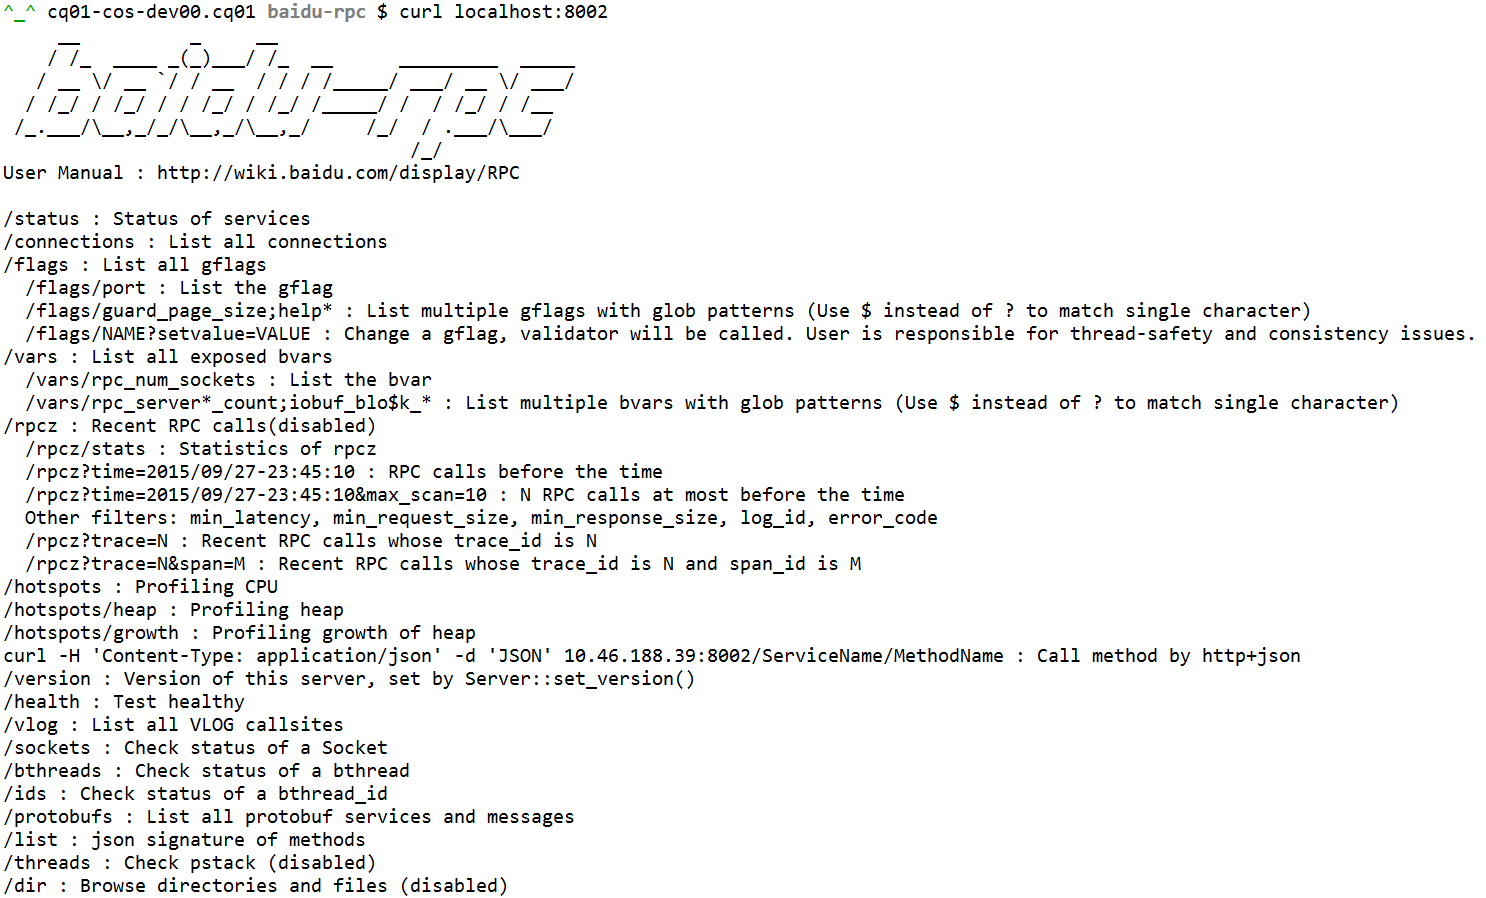 ^_^ cq01-cos-dev00.cq01 baidu-rpc $ curl localhost:8002
baidu-rpc
User Manual : http://wiki.baidu.com/display/RPC
/status : Status of services
/connections : List all connections
/flags : List all gflags
/flags/port : List the gflag
/flags/guard_page_size;help* : List multiple gflags with glob patterns (Use $ instead of ? to match single character)
/flags/NAME?setvalue=VALUE : Change a gflag, validator will be called. User is responsible for thread-safety and consistency issues.
/vars : List all exposed bvars
/vars/rpc_num_sockets : List the bvar
/vars/rpc_server*_count;iobuf_blo$k_* : List multiple bvars with glob patterns (Use $ instead of ? to match single character)
/rpcz : Recent RPC calls(disabled)
/rpcz/stats : Statistics of rpcz
/rpcz?time=2015/09/27-23:45:10 : RPC calls before the time
/rpcz?time=2015/09/27-23:45:10&max_scan=10 : N RPC calls at most before the time
Other filters: min_latency, min_request_size, min_response_size, log_id, error_code
/rpcz?trace=N : Recent RPC calls whose trace_id is N
/rpcz?trace=N&span=M : Recent RPC calls whose trace_id is N and span_id is M
/hotspots : Profiling CPU
/hotspots/heap : Profiling heap
/hotspots/growth : Profiling growth of heap
curl -H 'Content-Type: application/json' -d 'JSON' 10.46.188.39:8002/ServiceName/MethodName : Call method by http+json
/version : Version of this server, set by Server::set_version()
/health : Test healthy
/vlog : List all VLOG callsites
/sockets : Check status of a Socket
/bthreads : Check status of a bthread
/ids : Check status of a bthread_id
/protobufs : List all protobuf services and messages
/list : json signature of methods
/threads : Check pstack (disabled)
/dir : Browse directories and files (disabled)